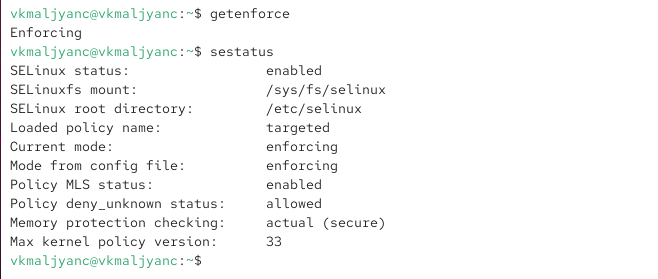 vkmaljyanc@vkmaljyanc:~$ getenforce
Enforcing
vkmaljyanc@vkmaljyanc:~$ sestatus
SELinux status:                 enabled
SELinuxfs mount:                /sys/fs/selinux
SELinux root directory:         /etc/selinux
Loaded policy name:             targeted
Current mode:                   enforcing
Mode from config file:          enforcing
Policy MLS status:              enabled
Policy deny_unknown status:     allowed
Memory protection checking:     actual (secure)
Max kernel policy version:      33
vkmaljyanc@vkmaljyanc:~$